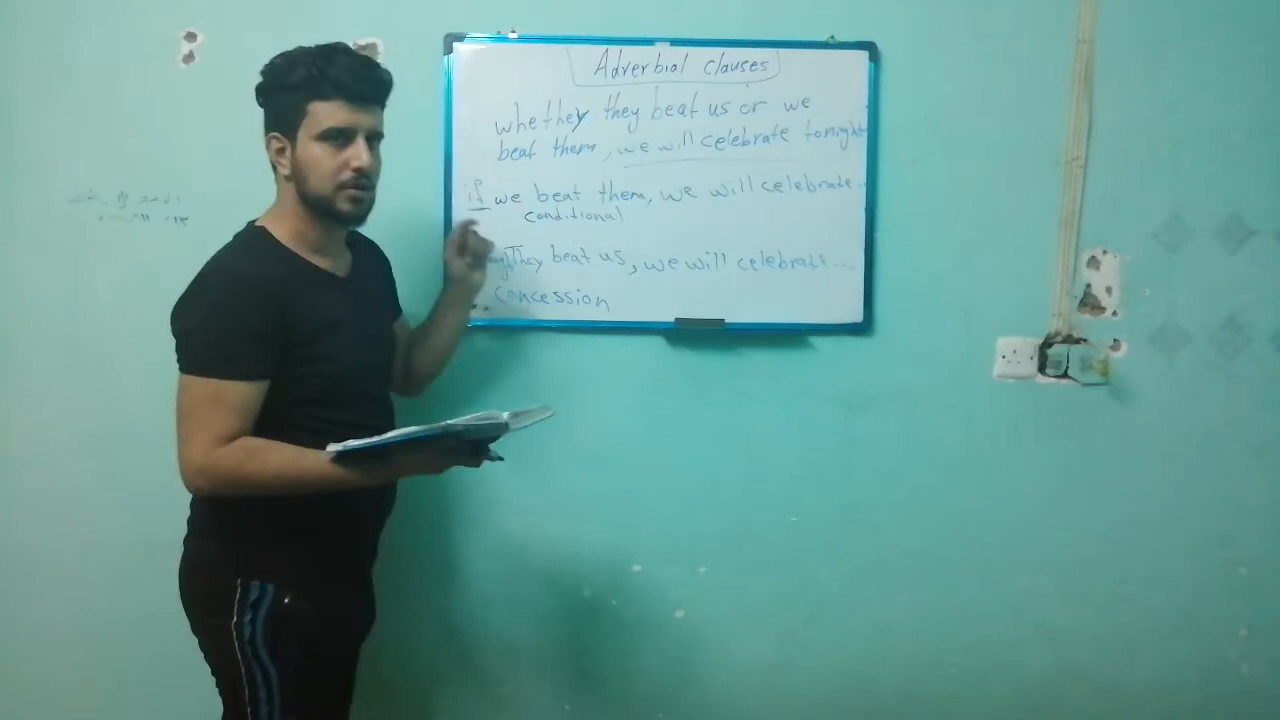 Adverbial clauses
whether they beat us or we
beat them, we will celebrate tonight
if we beat them, we will celebrate...
conditional
They beat us, we will celebrate...
concession